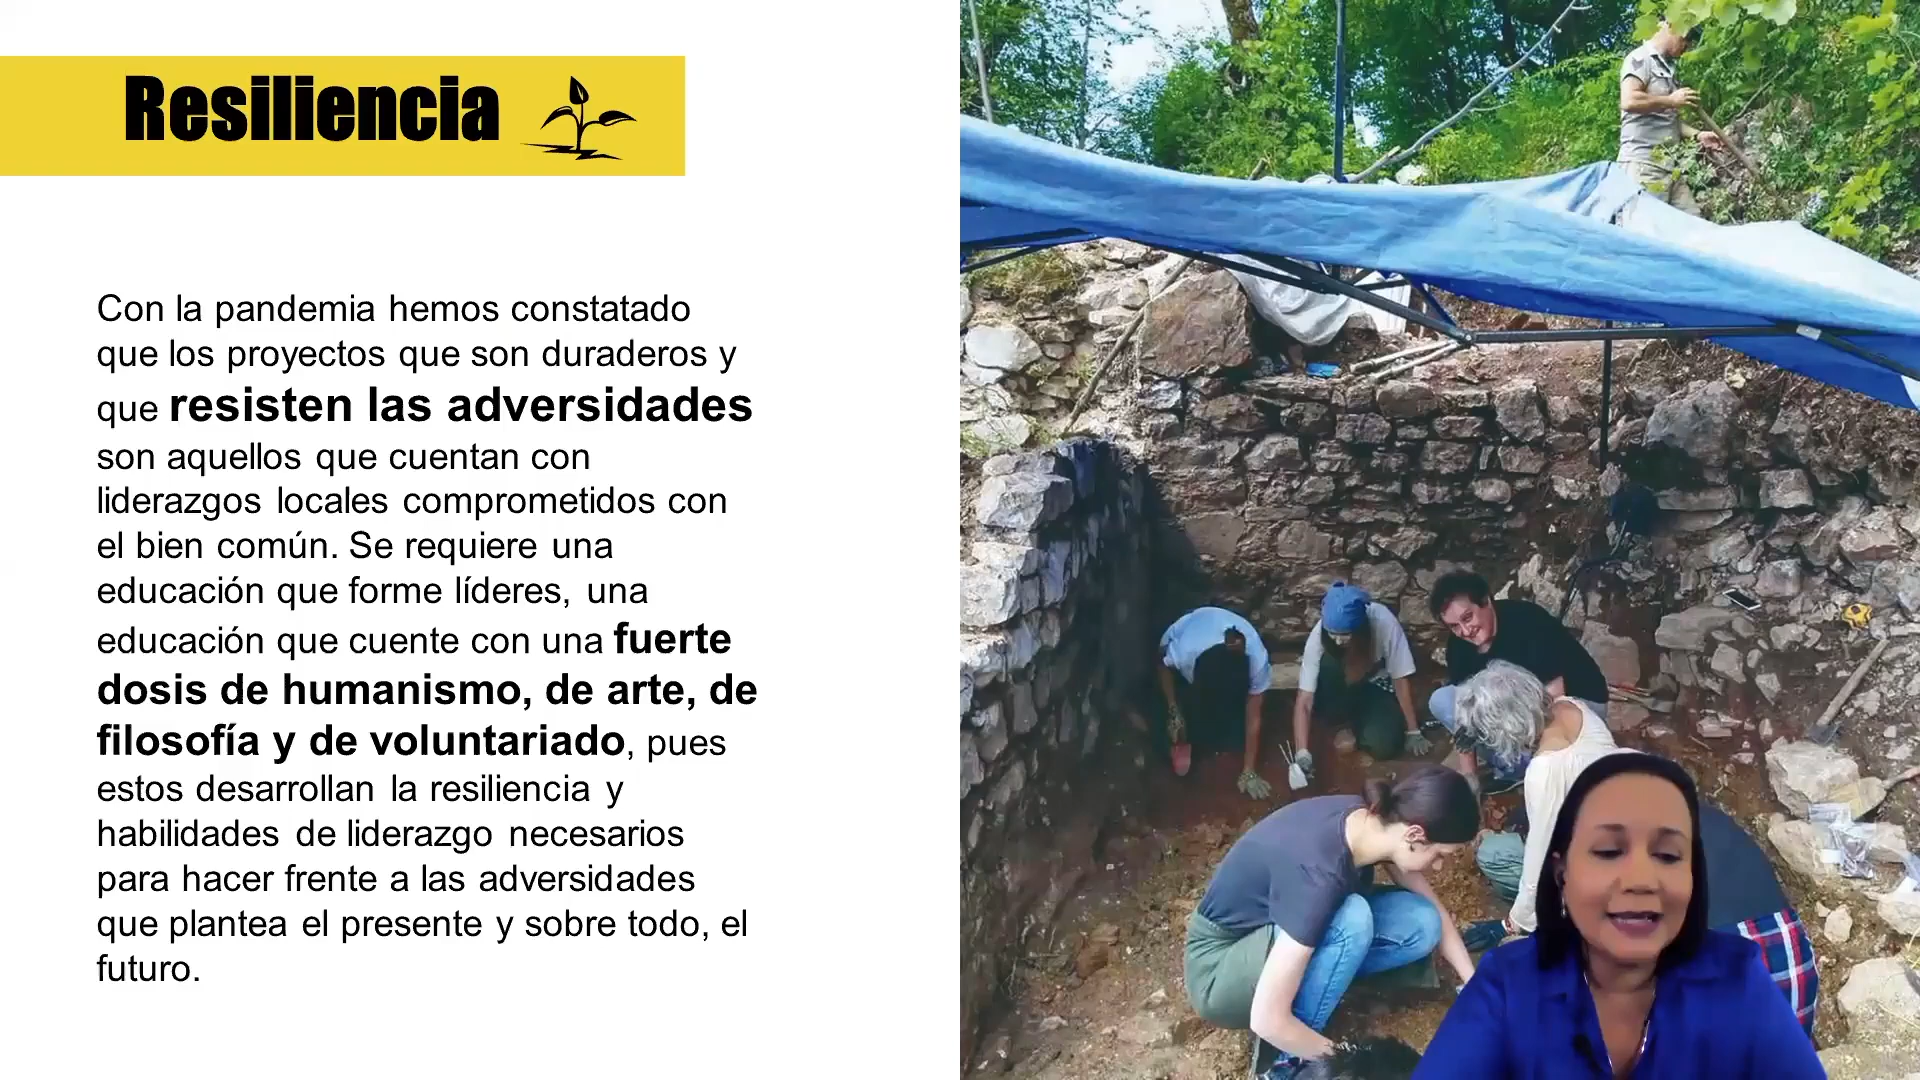 Resiliencia
Con la pandemia hemos constatado
que los proyectos que son duraderos y
que resisten las adversidades
son aquellos que cuentan con
liderazgos locales comprometidos con
el bien común. Se requiere una
educación que forme líderes, una
educación que cuente con una fuerte
dosis de humanismo, de arte, de
filosofía y de voluntariado, pues
estos desarrollan la resiliencia y
habilidades de liderazgo necesarios
para hacer frente a las adversidades
que plantea el presente y sobre todo, el
futuro.